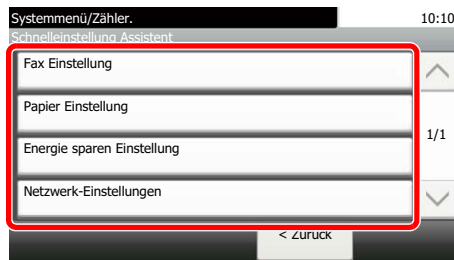 Systemmenü/Zähler. 10:10
Schnelleinstellung Assistent
Fax Einstellung
Papier Einstellung
1/1
Energie sparen Einstellung
Netzwerk-Einstellungen
< Zurück